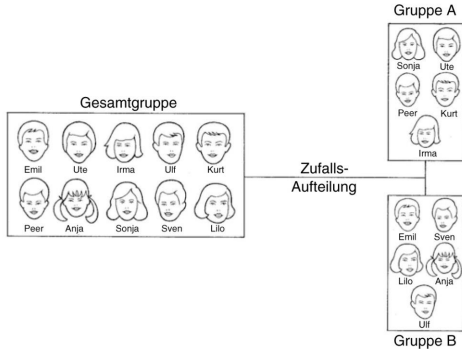 Gesamtgruppe
Emil Ute Irma Ulf Kurt
Peer Anja Sonja Sven Lilo
Zufalls-
Aufteilung
Gruppe A
Sonja Ute
Peer Kurt
Irma
Emil Sven
Lilo Anja
Ulf
Gruppe B